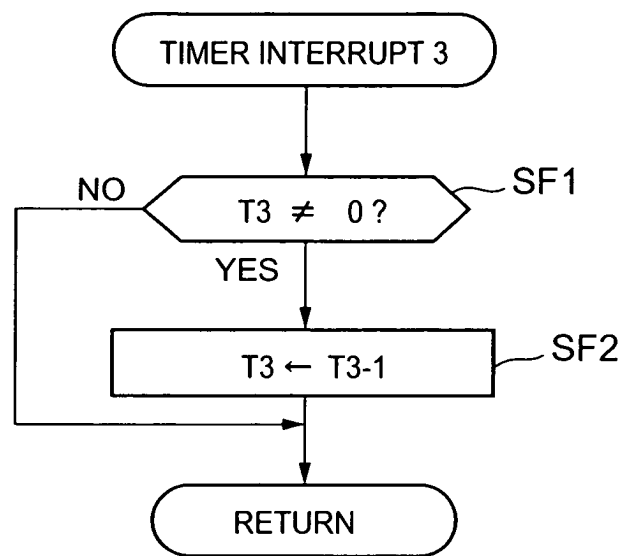 TIMER INTERRUPT 3
NO
T3 ≠ 0 ?
SF1
YES
T3 ← T3-1
SF2
RETURN